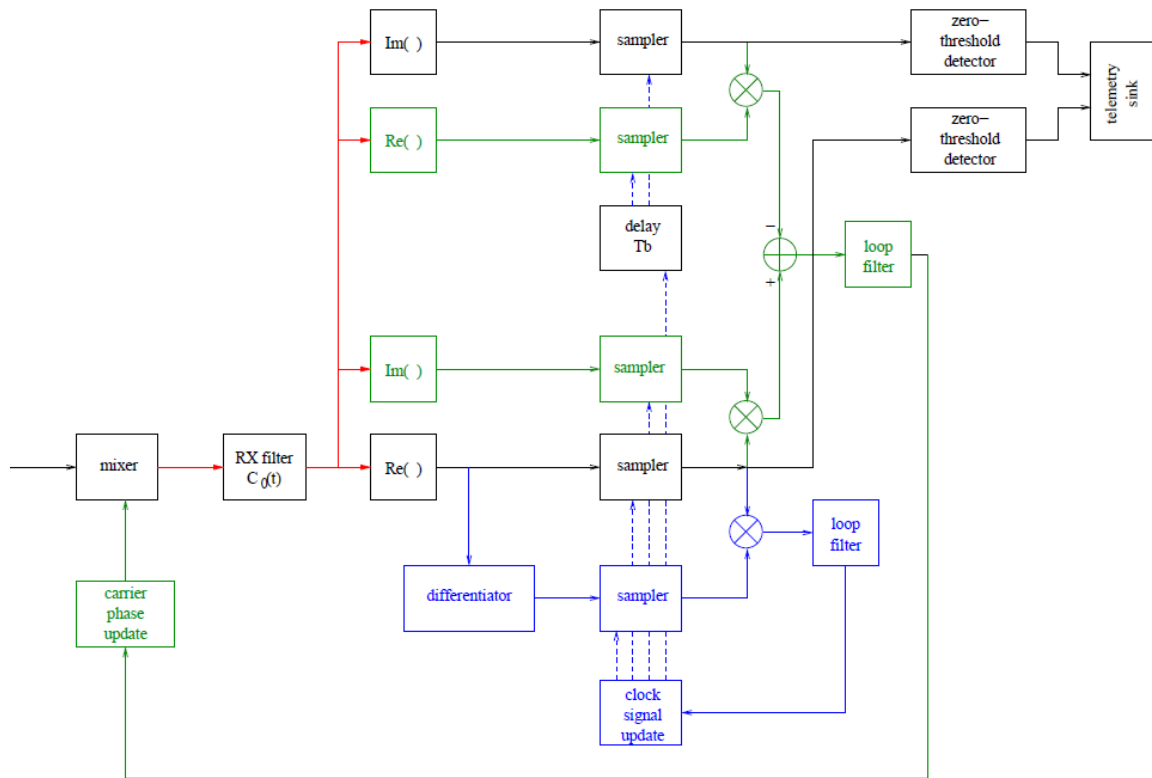 Im( )
sampler
zero–
threshold
detector
telemetry
sink
Re( )
sampler
zero–
threshold
detector
delay
Tb
–
+
loop
filter
Im( )
sampler
mixer
RX filter
C0(t)
Re( )
sampler
loop
filter
carrier
phase
update
differentiator
sampler
clock
signal
update